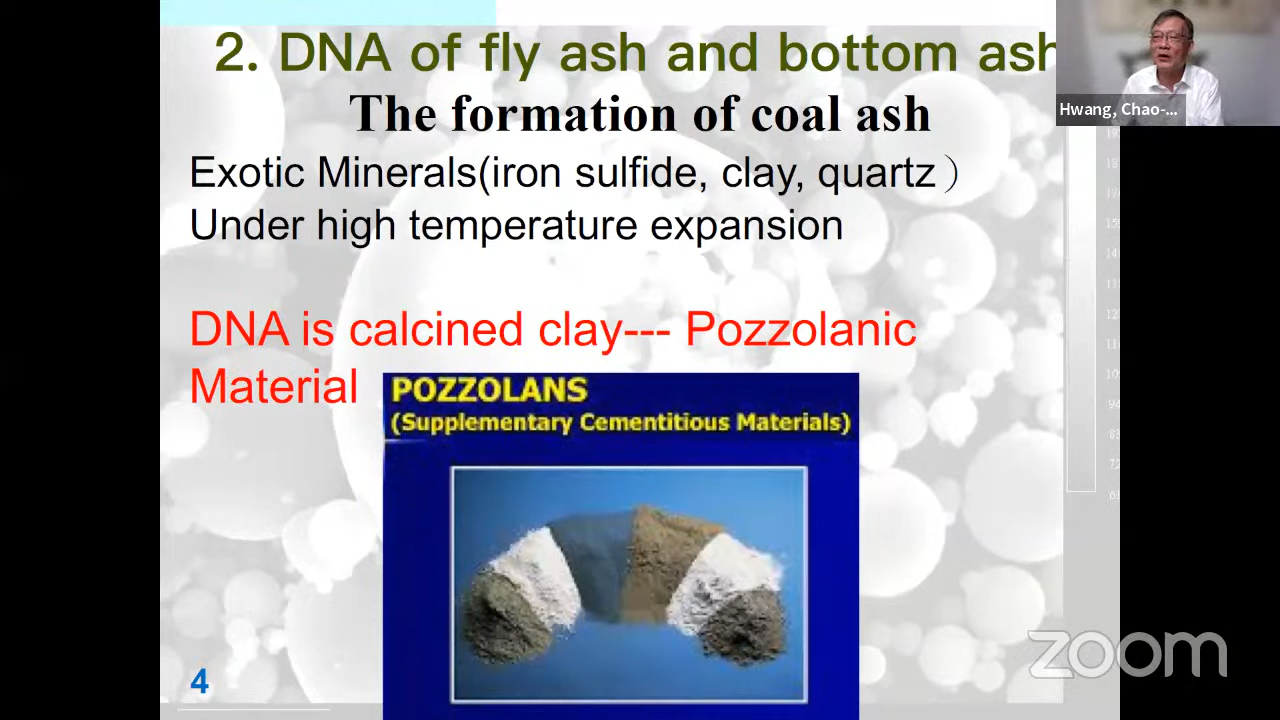 2. DNA of fly ash and bottom ash
The formation of coal ash
Hwang, Chao-...
Exotic Minerals(iron sulfide, clay, quartz）
Under high temperature expansion
DNA is calcined clay--- Pozzolanic
Material
POZZOLANS
(Supplementary Cementitious Materials)
4
zoom